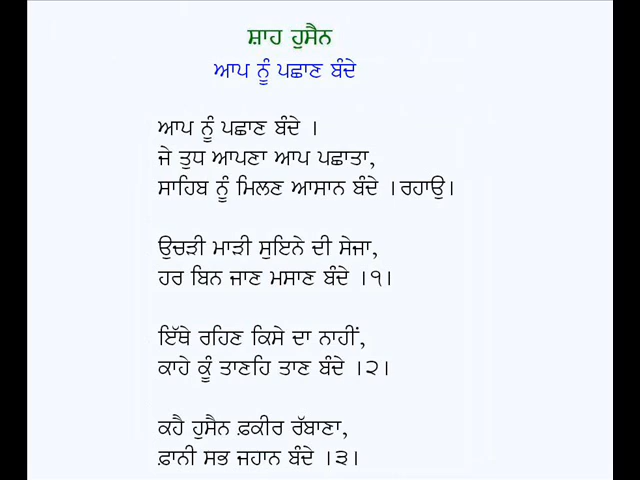 ਸ਼ਾਹ ਹੁਸੈਨ
ਆਪ ਨੂੰ ਪਛਾਣ ਬੰਦੇ
ਆਪ ਨੂੰ ਪਛਾਣ ਬੰਦੇ ।
ਜੇ ਤੁਧ ਆਪਣਾ ਆਪ ਪਛਾਤਾ,
ਸਾਹਿਬ ਨੂੰ ਮਿਲਣ ਆਸਾਨ ਬੰਦੇ ।ਰਹਾਉ।
ਉਚੜੀ ਮਾੜੀ ਸੁਇਨੇ ਦੀ ਸੇਜਾ,
ਹਰ ਬਿਨ ਜਾਣ ਮਸਾਣ ਬੰਦੇ ।੧।
ਇੱਥੇ ਰਹਿਣ ਕਿਸੇ ਦਾ ਨਾਹੀਂ,
ਕਾਹੇ ਕੂੰ ਤਾਣਹਿ ਤਾਣ ਬੰਦੇ ।੨।
ਕਹੈ ਹੁਸੈਨ ਫ਼ਕੀਰ ਰੱਬਾਣਾ,
ਫ਼ਾਨੀ ਸਭ ਜਹਾਨ ਬੰਦੇ ।੩।